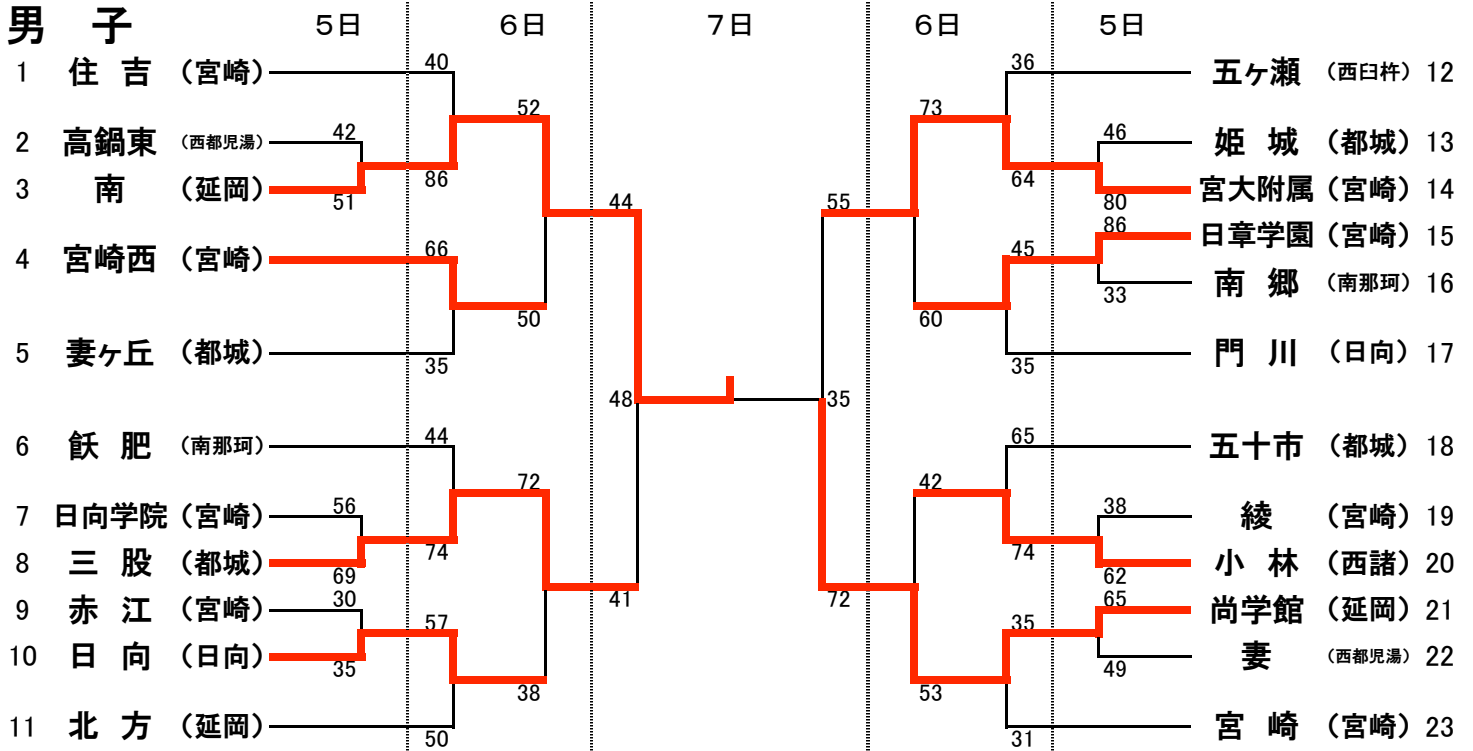 男 子
5日 6日 7日 6日 5日
1 住 吉 (宮崎) 40 36 五ヶ瀬 (西臼杵) 12
52 73
2 高鍋東 (西都児湯) 42 46 姫 城 (都城) 13
86 64
3 南 (延岡) 51 80 宮大附属 (宮崎) 14
44 55
86 日章学園 (宮崎) 15
4 宮崎西 (宮崎) 66 45
33 南 郷 (南那珂) 16
50 60
5 妻ヶ丘 (都城) 35 35 門 川 (日向) 17
48 35
6 飫 肥 (南那珂) 44 65 五十市 (都城) 18
72 42
7 日向学院 (宮崎) 56 38 綾 (宮崎) 19
74 74
8 三 股 (都城) 69 62 小 林 (西諸) 20
41 72
9 赤 江 (宮崎) 30 65 尚学館 (延岡) 21
57 35
10 日 向 (日向) 35 49 妻 (西都児湯) 22
38 53
11 北 方 (延岡) 50 31 宮 崎 (宮崎) 23